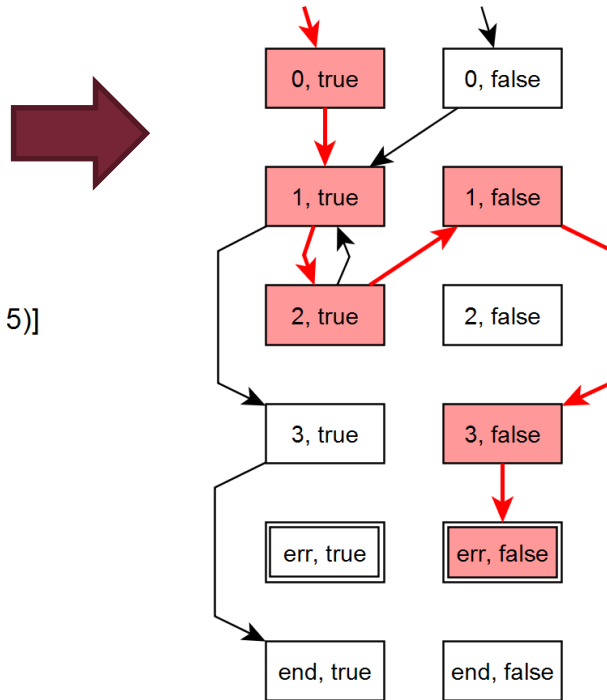 0, true
0, false
1, true
1, false
5)]
2, true
2, false
3, true
3, false
err, true
err, false
end, true
end, false